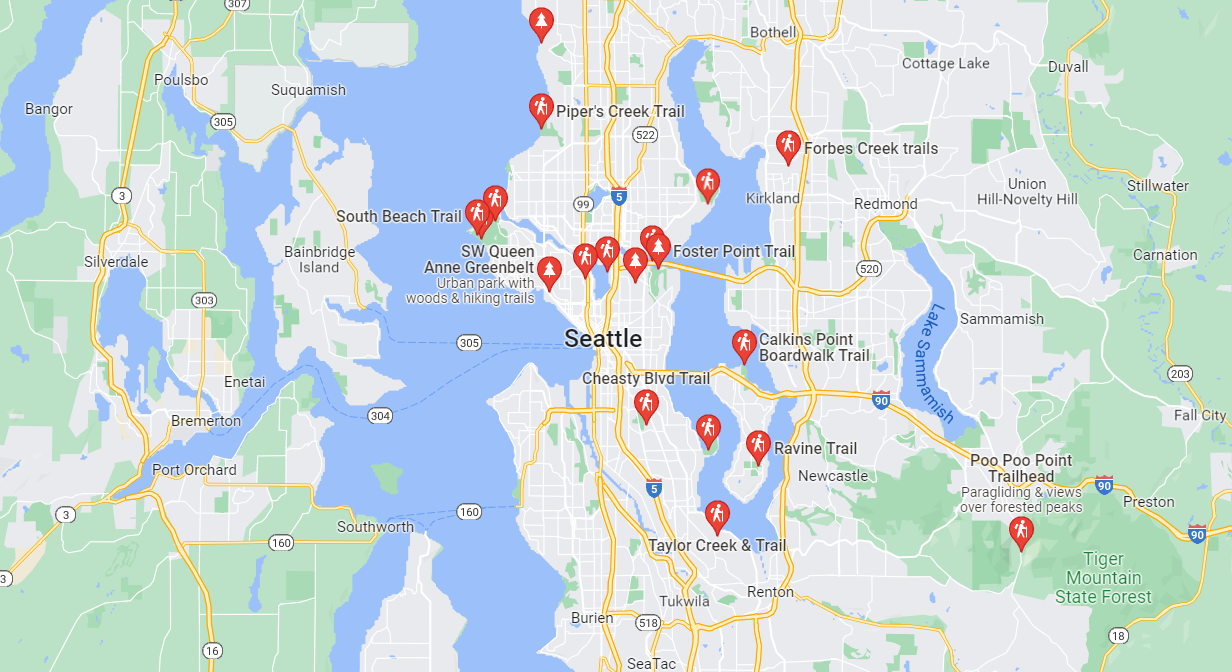 307
Bothell
Cottage Lake
Duvall
Poulsbo
Suquamish
Bangor
305
Piper's Creek Trail
522
Forbes Creek trails
Stillwater
Union
Hill-Novelty Hill
3
5
99
Kirkland
Redmond
South Beach Trail
Bainbridge
Island
SW Queen
Anne Greenbelt
Urban park with
woods & hiking trails
Foster Point Trail
Carnation
Silverdale
520
303
Lake Sammamish
Sammamish
Seattle
305
Calkins Point
Boardwalk Trail
203
Enetai
Cheasty Blvd Trail
90
304
Fall City
Bremerton
Ravine Trail
Poo Poo Point
Trailhead
Paragliding & views
over forested peaks
Port Orchard
Newcastle
5
90
Preston
3
160
Southworth
90
160
Taylor Creek & Trail
Tiger
Mountain
State Forest
3
Renton
Tukwila
Burien
518
18
16
SeaTac